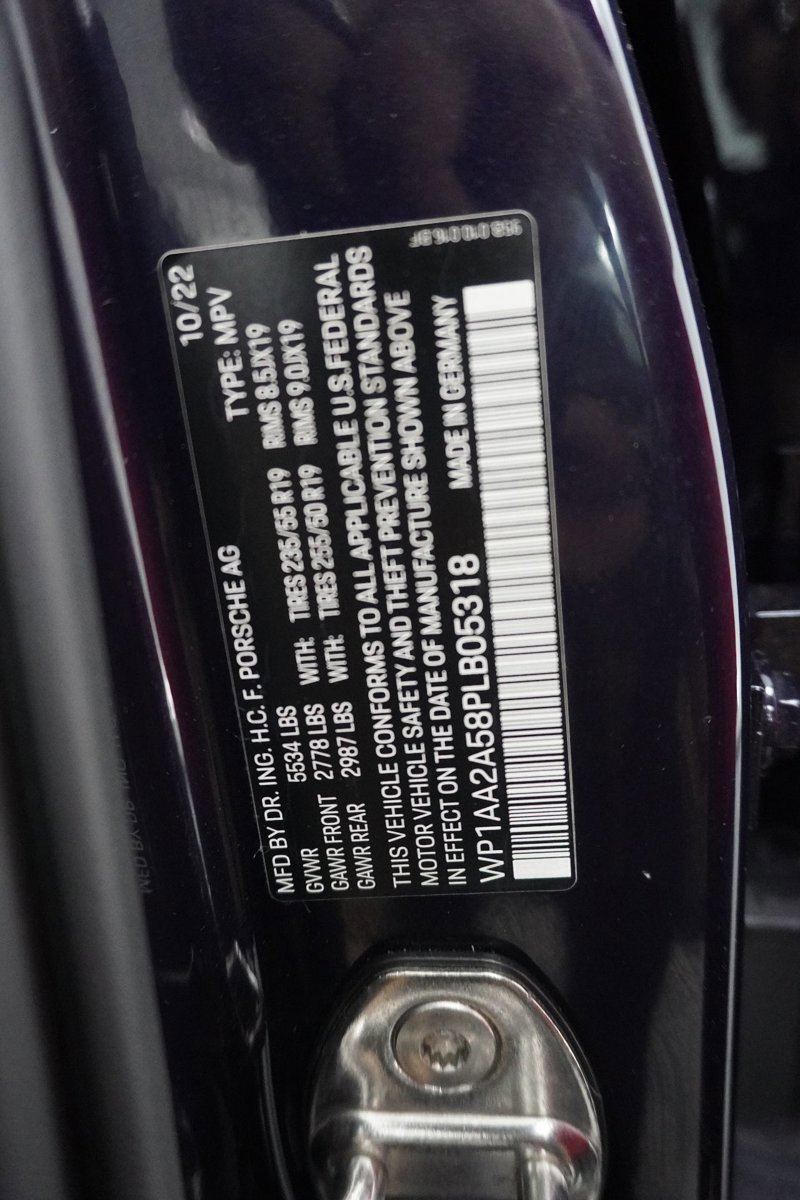 10/22
MFD BY DR. ING. H.C. F. PORSCHE AG TYPE: MPV
GVWR 5534 LBS WITH: TIRES 235/55 R19 RIMS 8.5JX19
GAWR FRONT 2778 LBS WITH: TIRES 255/50 R19 RIMS 9.0JX19
GAWR REAR 2987 LBS
THIS VEHICLE CONFORMS TO ALL APPLICABLE U.S. FEDERAL
MOTOR VEHICLE SAFETY AND THEFT PREVENTION STANDARDS
IN EFFECT ON THE DATE OF MANUFACTURE SHOWN ABOVE
WP1AA2A58PLB05318 MADE IN GERMANY